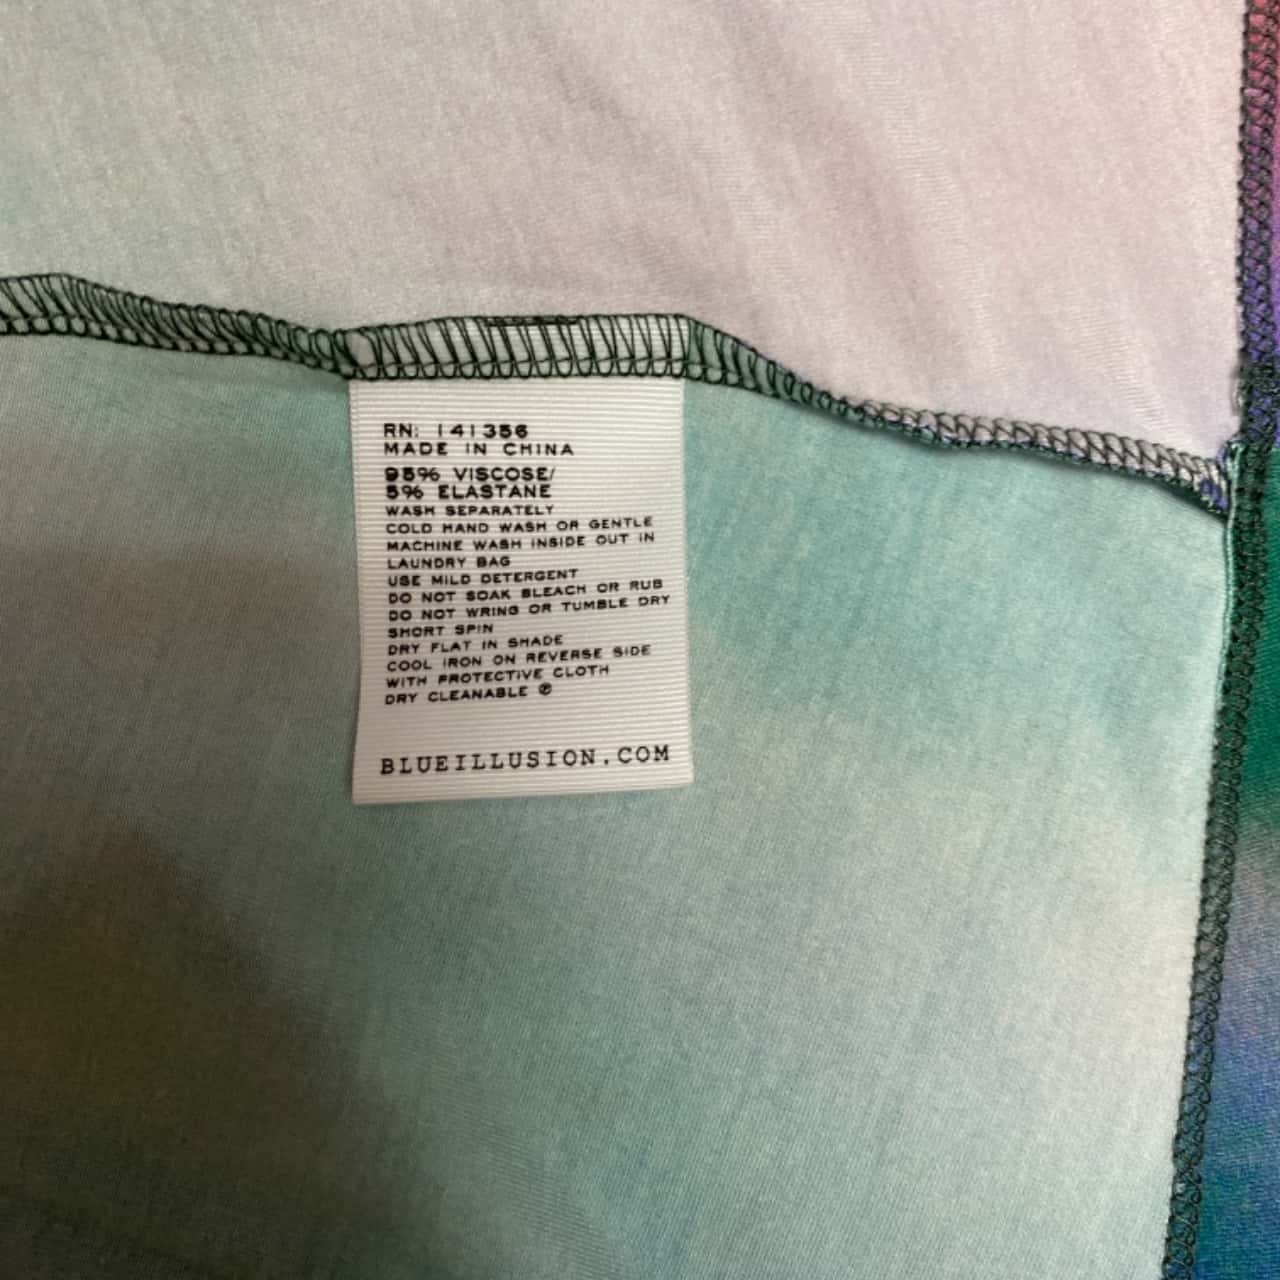 RN: 141356
MADE IN CHINA
95% VISCOSE/
5% ELASTANE
WASH SEPARATELY
COLD HAND WASH OR GENTLE
MACHINE WASH INSIDE OUT IN
LAUNDRY BAG
USE MILD DETERGENT
DO NOT SOAK BLEACH OR RUB
DO NOT WRING OR TUMBLE DRY
SHORT SPIN
DRY FLAT IN SHADE
COOL IRON ON REVERSE SIDE
WITH PROTECTIVE CLOTH
DRY CLEANABLE Ⓟ
BLUEILLUSION.COM